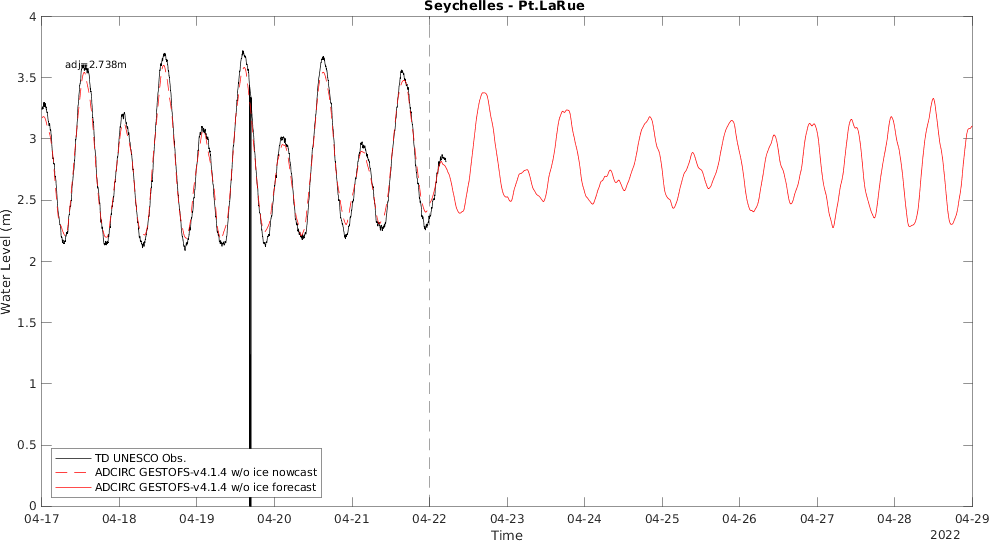 Seychelles - Pt.LaRue
4
adj=2.738m
3.5
3
2.5
2
1.5
1
0.5
0
Water Level (m)
TD UNESCO Obs.
ADCIRC GESTOFS-v4.1.4 w/o ice nowcast
ADCIRC GESTOFS-v4.1.4 w/o ice forecast
04-17 04-18 04-19 04-20 04-21 04-22 04-23 04-24 04-25 04-26 04-27 04-28 04-29
Time
2022